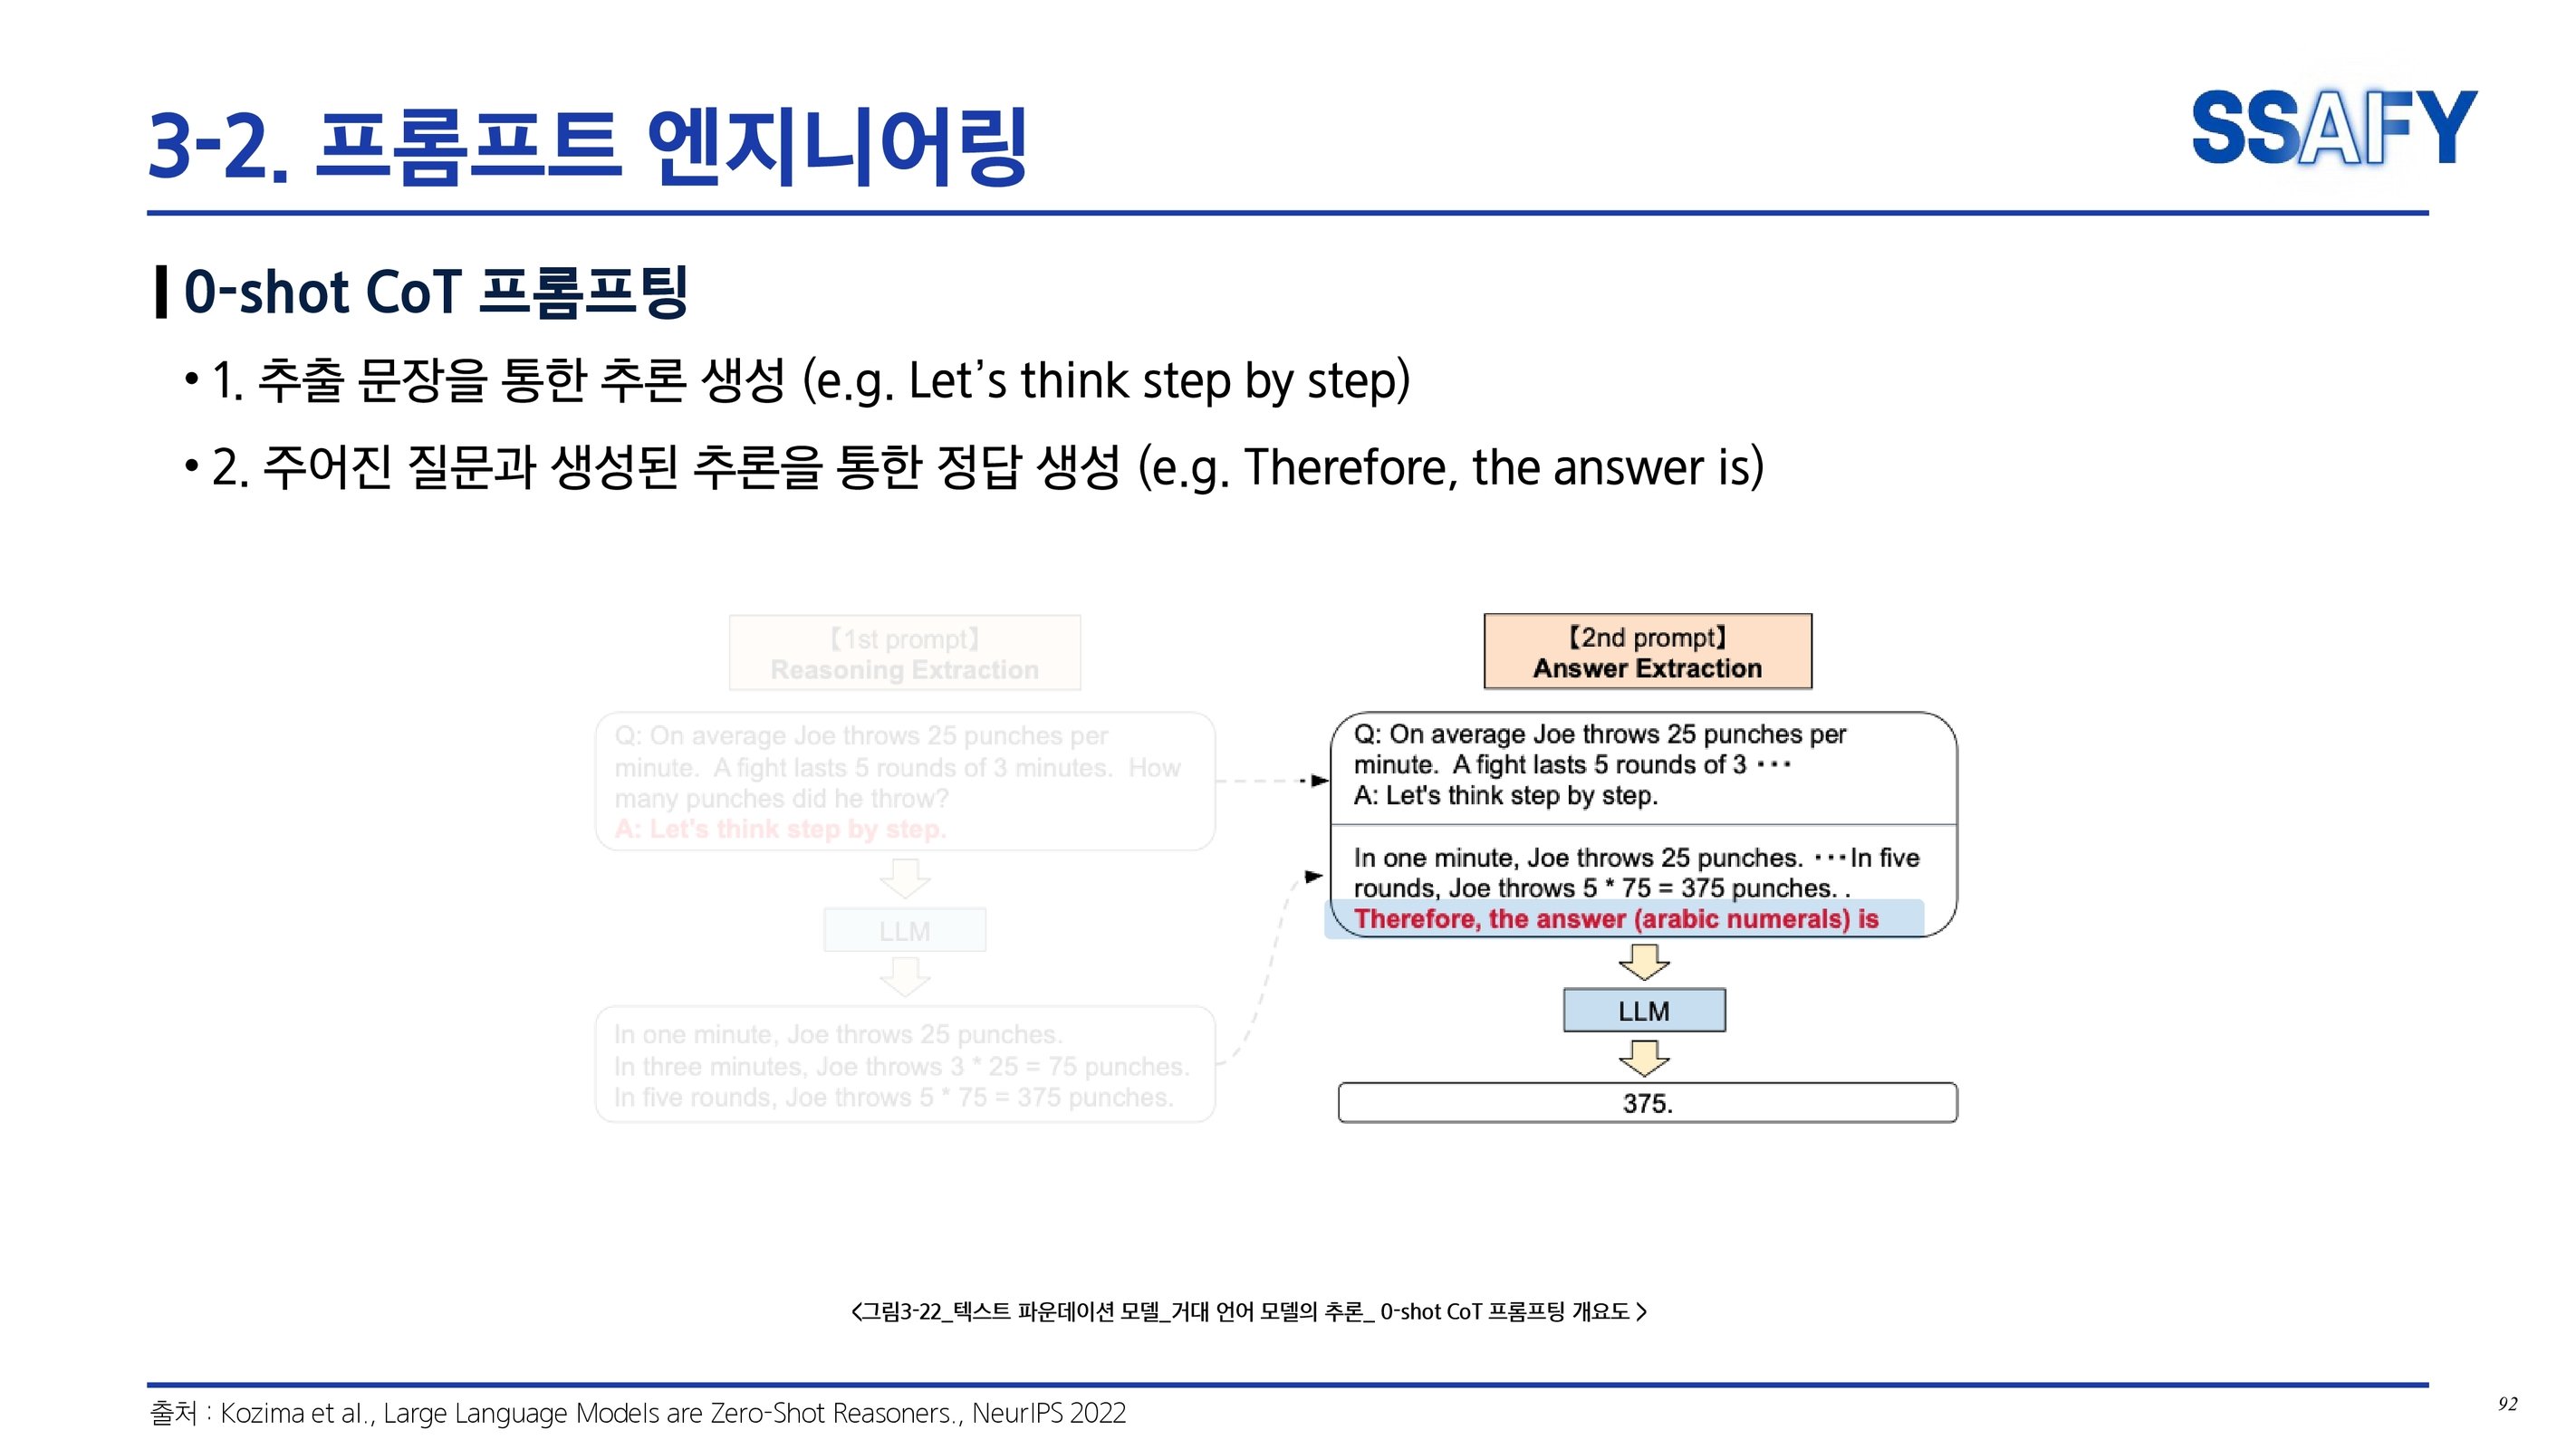 3-2. 프롬프트 엔지니어링
SSAFY
0-shot CoT 프롬프팅
• 1. 추출 문장을 통한 추론 생성 (e.g. Let’s think step by step)
• 2. 주어진 질문과 생성된 추론을 통한 정답 생성 (e.g. Therefore, the answer is)
【1st prompt】
Reasoning Extraction
Q: On average Joe throws 25 punches per
minute. A fight lasts 5 rounds of 3 minutes. How
many punches did he throw?
A: Let's think step by step.
LLM
In one minute, Joe throws 25 punches.
In three minutes, Joe throws 3 * 25 = 75 punches.
In five rounds, Joe throws 5 * 75 = 375 punches.
【2nd prompt】
Answer Extraction
Q: On average Joe throws 25 punches per
minute. A fight lasts 5 rounds of 3 ···
A: Let's think step by step.
In one minute, Joe throws 25 punches. ···In five
rounds, Joe throws 5 * 75 = 375 punches. .
Therefore, the answer (arabic numerals) is
LLM
375.
<그림3-22_텍스트 파운데이션 모델_거대 언어 모델의 추론_ 0-shot CoT 프롬프팅 개요도 >
출처 : Kozima et al., Large Language Models are Zero-Shot Reasoners., NeurIPS 2022
92